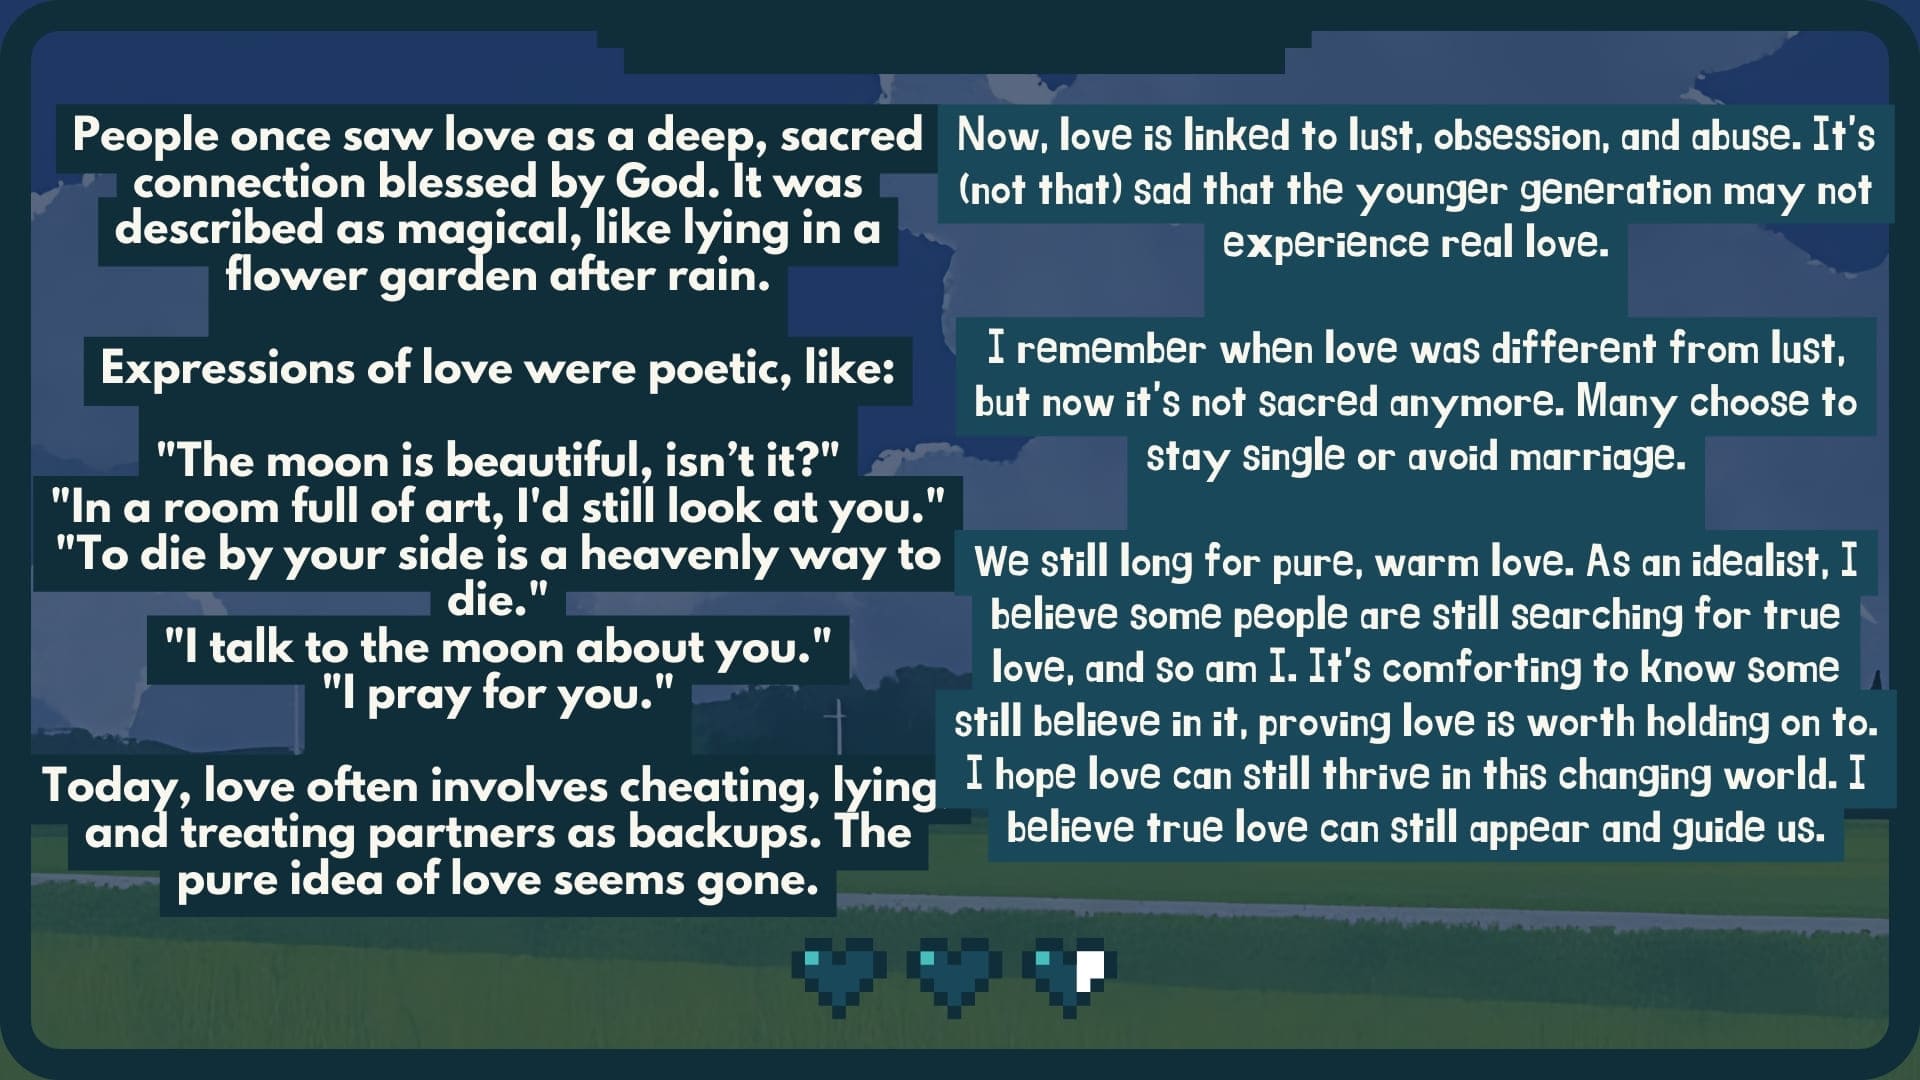 People once saw love as a deep, sacred
connection blessed by God. It was
described as magical, like lying in a
flower garden after rain.
Expressions of love were poetic, like:
"The moon is beautiful, isn’t it?"
"In a room full of art, I'd still look at you."
"To die by your side is a heavenly way to
die."
"I talk to the moon about you."
"I pray for you."
Today, love often involves cheating, lying,
and treating partners as backups. The
pure idea of love seems gone.
Now, love is linked to lust, obsession, and abuse. It's
(not that) sad that the younger generation may not
experience real love.
I remember when love was different from lust,
but now it's not sacred anymore. Many choose to
stay single or avoid marriage.
We still long for pure, warm love. As an idealist, I
believe some people are still searching for true
love, and so am I. It's comforting to know some
still believe in it, proving love is worth holding on to.
I hope love can still thrive in this changing world. I
believe true love can still appear and guide us.